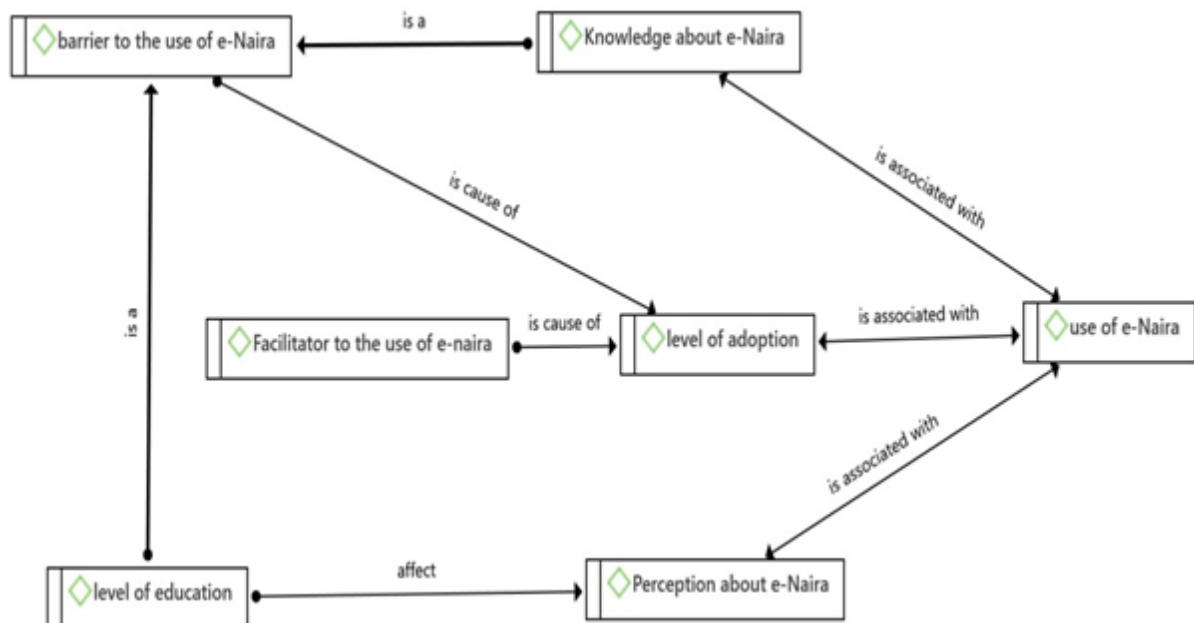 is a
barrier to the use of e-Naira
Knowledge about e-Naira
is associated with
is cause of
is a
is cause of
is associated with
Facilitator to the use of e-naira
level of adoption
use of e-Naira
is associated with
affect
level of education
Perception about e-Naira